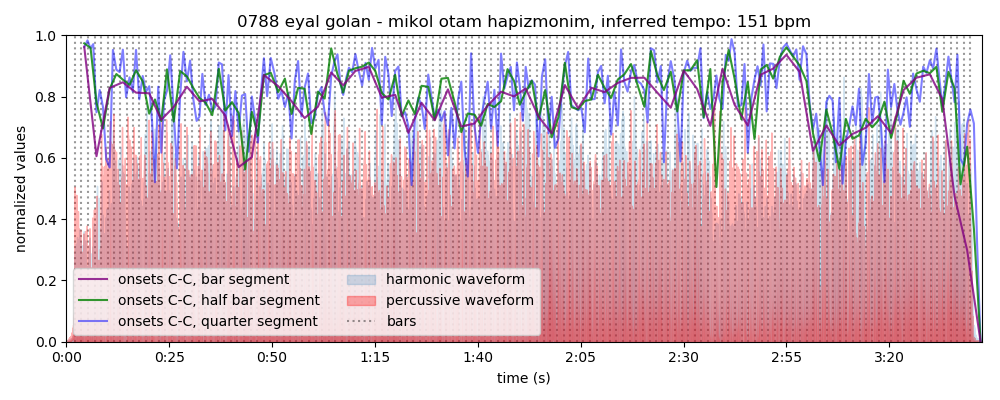 0788 eyal golan - mikol otam hapizmonim, inferred tempo: 151 bpm
1.0
0.8
0.6
0.4
0.2
0.0
normalized values
onsets C-C, bar segment
onsets C-C, half bar segment
onsets C-C, quarter segment
harmonic waveform
percussive waveform
bars
0:00 0:25 0:50 1:15 1:40 2:05 2:30 2:55 3:20
time (s)